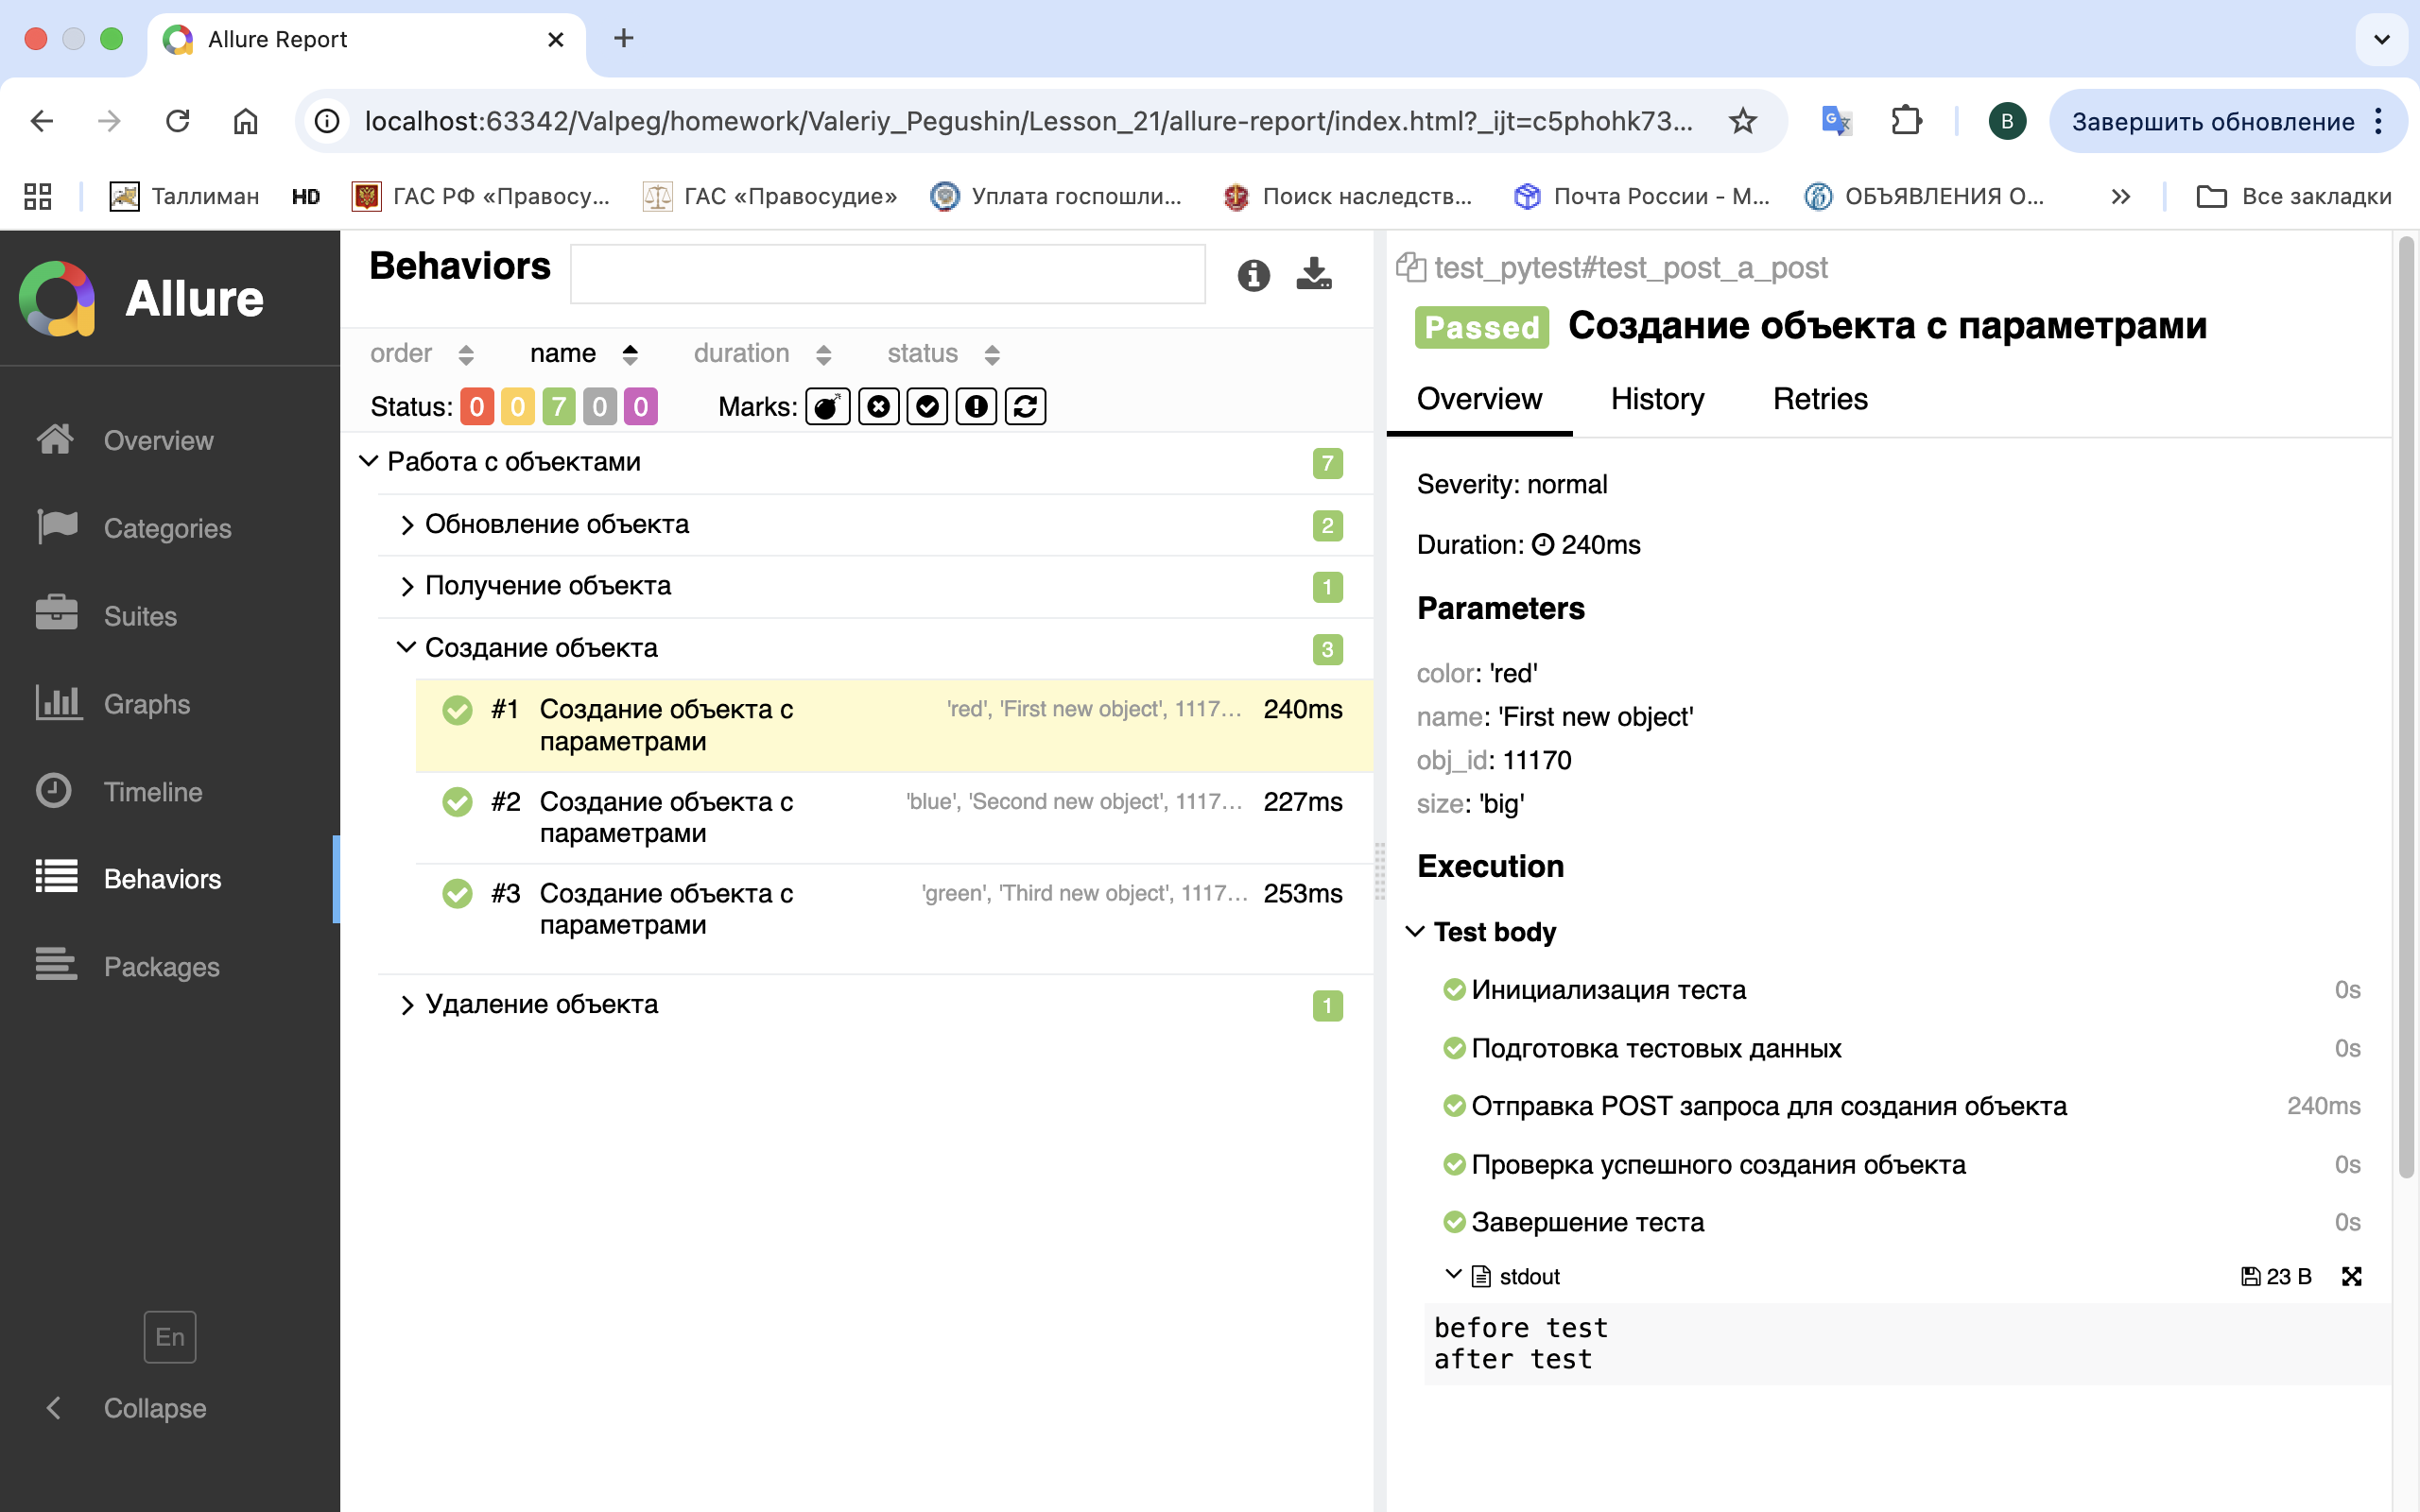 Allure Report
localhost:63342/Valpeg/homework/Valeriy_Pegushin/Lesson_21/allure-report/index.html?_ijt=c5phohk73...
B
Завершить обновление
Таллиман
HD
ГАС РФ «Правосу...
ГАС «Правосудие»
Уплата госпошли...
Поиск наследств...
Почта России - М...
ОБЪЯВЛЕНИЯ О...
Все закладки
Allure
Overview
Categories
Suites
Graphs
Timeline
Behaviors
Packages
En
Collapse
Behaviors
order name duration status
Status: 0 0 7 0 0 Marks:
Работа с объектами 7
Обновление объекта 2
Получение объекта 1
Создание объекта 3
#1 Создание объекта с параметрами 'red', 'First new object', 1117... 240ms
#2 Создание объекта с параметрами 'blue', 'Second new object', 1117... 227ms
#3 Создание объекта с параметрами 'green', 'Third new object', 1117... 253ms
Удаление объекта 1
test_pytest#test_post_a_post
Passed Создание объекта с параметрами
Overview History Retries
Severity: normal
Duration: 240ms
Parameters
color: 'red'
name: 'First new object'
obj_id: 11170
size: 'big'
Execution
Test body
Инициализация теста 0s
Подготовка тестовых данных 0s
Отправка POST запроса для создания объекта 240ms
Проверка успешного создания объекта 0s
Завершение теста 0s
stdout 23 B
before test
after test